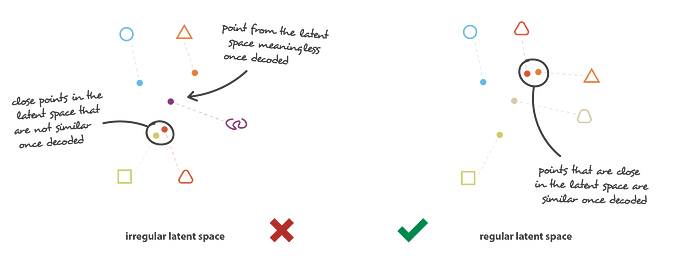 point from the latent
space meaningless
once decoded
close points in the
latent space that
are not similar
once decoded
irregular latent space
points that are close
in the latent space are
similar once decoded
regular latent space